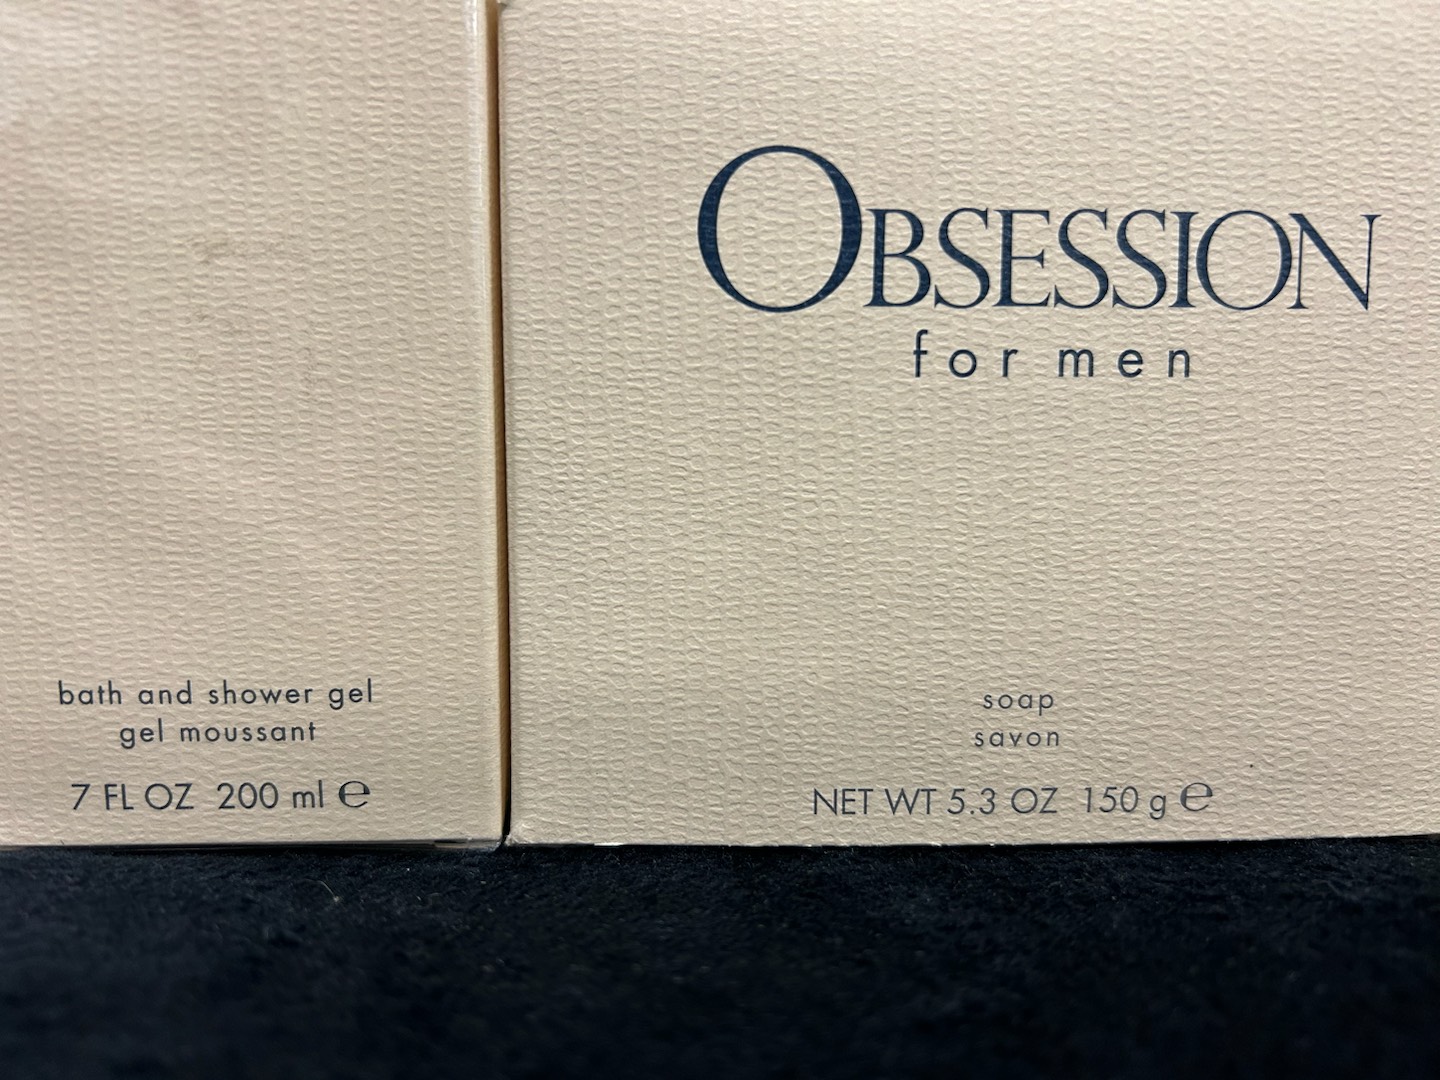 bath and shower gel
gel moussant
7 FL OZ 200 ml ℮
OBSESSION
for men
soap
savon
NET WT 5.3 OZ 150 g ℮